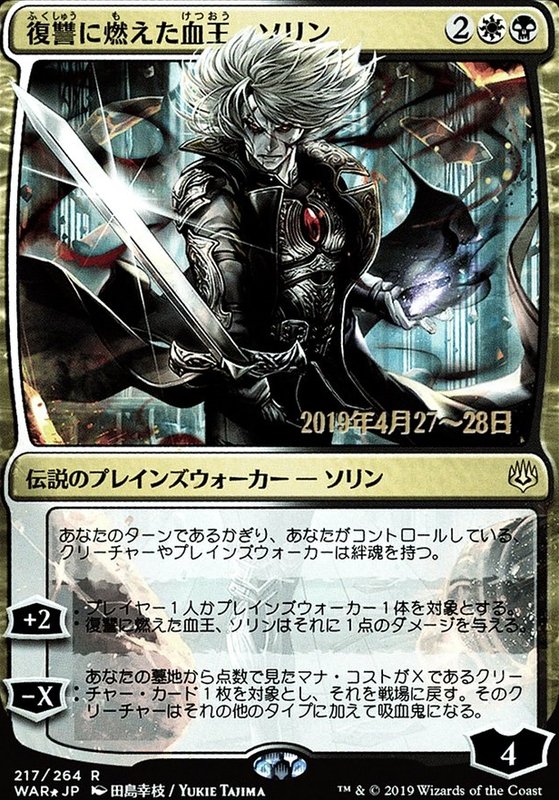 ふくしゅう も けつおう
復讐に燃えた血王、ソリン
2
2019年4月27~28日
伝説のプレインズウォーカー — ソリン
あなたのターンであるかぎり、あなたがコントロールしている、
クリーチャーやプレインズウォーカーは絆魂を持つ。
+2
:プレイヤー1人かプレインズウォーカー1体を対象とする。
復讐に燃えた血王、ソリンはそれに1点のダメージを与える。
-X
:あなたの墓地から点数で見たマナ・コストがXであるクリー
チャー・カード1枚を対象とし、それを戦場に戻す。その
クリーチャーはそれの他のタイプに加えて吸血鬼になる。
4
217/264 R
WAR★JP 田島幸枝/YUKIE TAJIMA
™ & © 2019 Wizards of the Coast